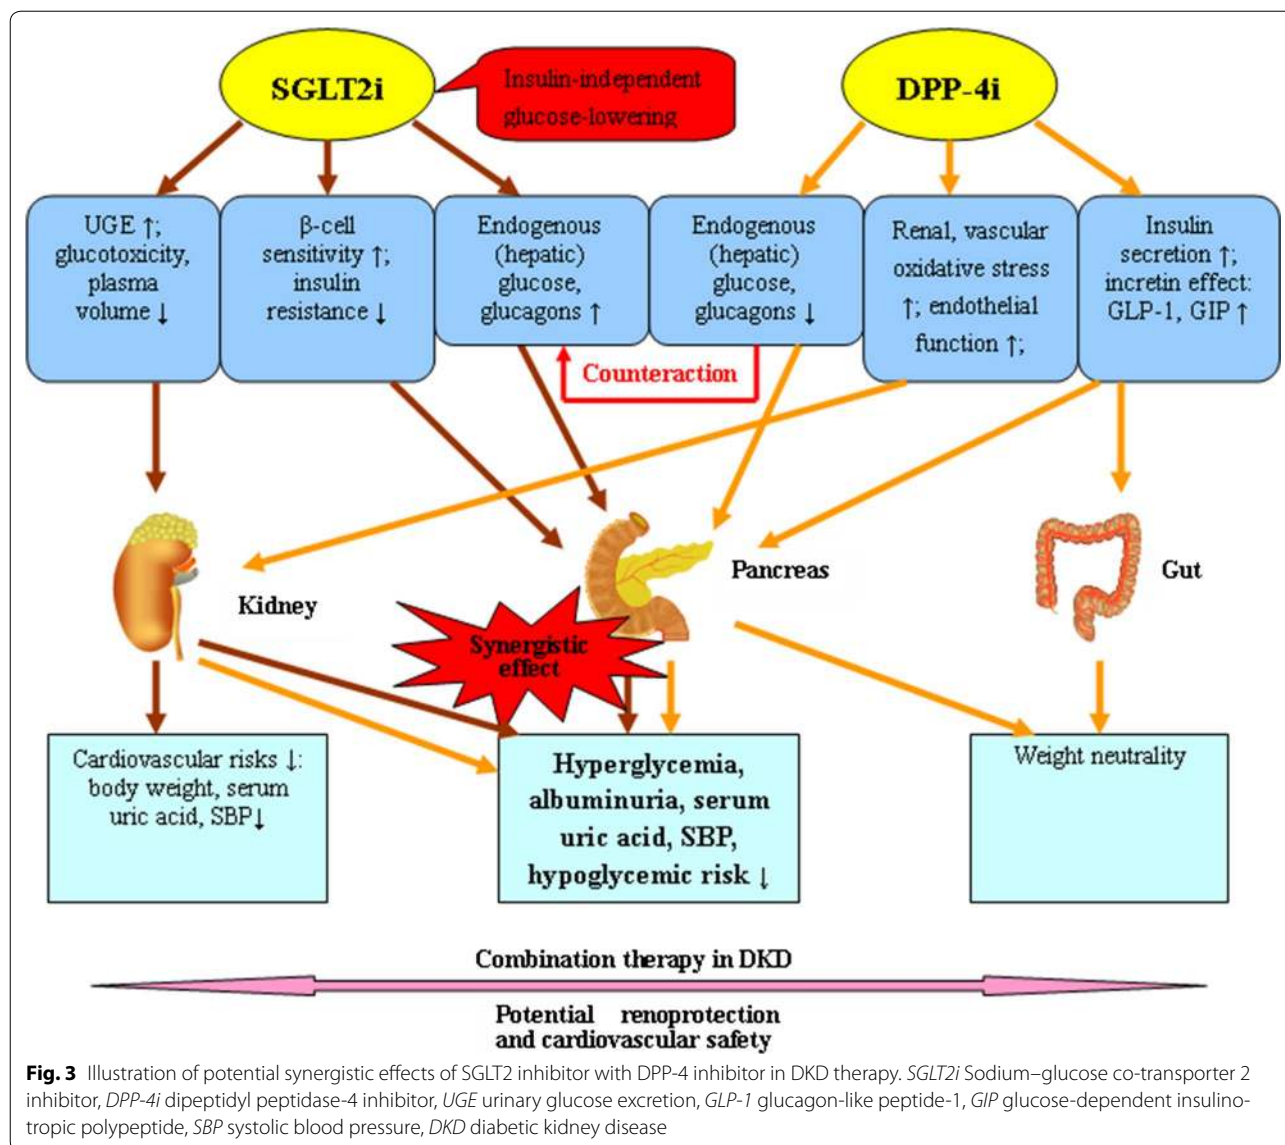 SGLT2i
Insulin-independent
glucose-lowering
DPP-4i
UGE ↑;
glucotoxicity,
plasma
volume ↓
β-cell
sensitivity ↑;
insulin
resistance ↓
Endogenous
(hepatic)
glucose,
glucagons ↑
Endogenous
(hepatic)
glucose,
glucagons ↓
Renal, vascular
oxidative stress
↑; endothelial
function ↑;
Insulin
secretion ↑;
incretin effect:
GLP-1, GIP ↑
Counteraction
Kidney
Pancreas
Gut
Synergistic
effect
Cardiovascular risks ↓:
body weight, serum
uric acid, SBP↓
Hyperglycemia,
albuminuria, serum
uric acid, SBP,
hypoglycemic risk ↓
Weight neutrality
Combination therapy in DKD
Potential renoprotection
and cardiovascular safety
Fig. 3 Illustration of potential synergistic effects of SGLT2 inhibitor with DPP-4 inhibitor in DKD therapy. SGLT2i Sodium–glucose co-transporter 2
inhibitor, DPP-4i dipeptidyl peptidase-4 inhibitor, UGE urinary glucose excretion, GLP-1 glucagon-like peptide-1, GIP glucose-dependent insulino-
tropic polypeptide, SBP systolic blood pressure, DKD diabetic kidney disease